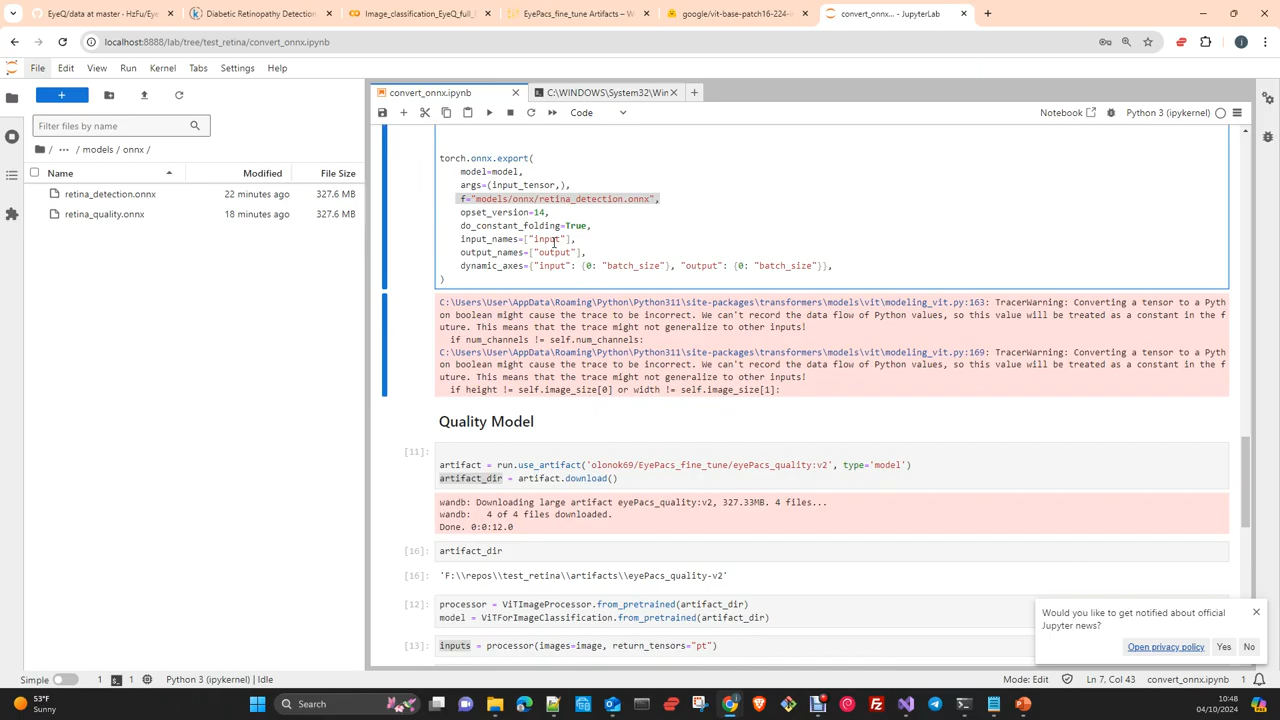 EyeQ/data at master · HzFu/Eye
Diabetic Retinopathy Detection
Image_classification_EyeQ_full_
EyePacs_fine_tune Artifacts – W
google/vit-base-patch16-224-i
convert_onnx... - JupyterLab
localhost:8888/lab/tree/test_retina/convert_onnx.ipynb
File Edit View Run Kernel Tabs Settings Help
convert_onnx.ipynb
C:\WINDOWS\System32\Win
Filter files by name
Code
Notebook
Python 3 (ipykernel)
/ ··· / models / onnx /
Name Modified File Size
retina_detection.onnx 22 minutes ago 327.6 MB
retina_quality.onnx 18 minutes ago 327.6 MB
torch.onnx.export(
model=model,
args=(input_tensor,),
f="models/onnx/retina_detection.onnx",
opset_version=14,
do_constant_folding=True,
input_names=["input"],
output_names=["output"],
dynamic_axes={"input": {0: "batch_size"}, "output": {0: "batch_size"}},
)
C:\Users\User\AppData\Roaming\Python\Python311\site-packages\transformers\models\vit\modeling_vit.py:163: TracerWarning: Converting a tensor to a Pyth
on boolean might cause the trace to be incorrect. We can't record the data flow of Python values, so this value will be treated as a constant in the f
uture. This means that the trace might not generalize to other inputs!
if num_channels != self.num_channels:
C:\Users\User\AppData\Roaming\Python\Python311\site-packages\transformers\models\vit\modeling_vit.py:169: TracerWarning: Converting a tensor to a Pyth
on boolean might cause the trace to be incorrect. We can't record the data flow of Python values, so this value will be treated as a constant in the f
uture. This means that the trace might not generalize to other inputs!
if height != self.image_size[0] or width != self.image_size[1]:
Quality Model
[11]:
artifact = run.use_artifact('olonok69/EyePacs_fine_tune/eyePacs_quality:v2', type='model')
artifact_dir = artifact.download()
wandb: Downloading large artifact eyePacs_quality:v2, 327.33MB. 4 files...
wandb: 4 of 4 files downloaded.
Done. 0:0:12.0
[16]: artifact_dir
[16]: 'F:\\repos\\test_retina\\artifacts\\eyePacs_quality-v2'
[12]: processor = ViTImageProcessor.from_pretrained(artifact_dir)
model = ViTForImageClassification.from_pretrained(artifact_dir)
[13]: inputs = processor(images=image, return_tensors="pt")
Would you like to get notified about official
Jupyter news?
Open privacy policy Yes No
Simple 1 1 Python 3 (ipykernel) | Idle Mode: Edit Ln 7, Col 43 convert_onnx.ipynb 1
53°F
Sunny
Search
10:48
04/10/2024